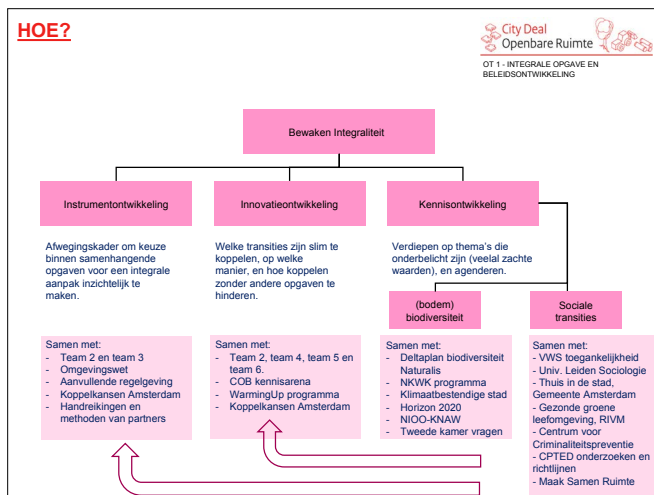 HOE?
City Deal
Openbare Ruimte
OT 1 - INTEGRALE OPGAVE EN
BELEIDSONTWIKKELING
Bewaken Integraliteit
Instrumentontwikkeling
Innovatieontwikkeling
Kennisontwikkeling
Afwegingskader om keuze
binnen samenhangende
opgaven voor een integrale
aanpak inzichtelijk te
maken.
Welke transities zijn slim te
koppelen, op welke
manier, en hoe koppelen
zonder andere opgaven te
hinderen.
Verdiepen op thema's die
onderbelicht zijn (veelal zachte
waarden), en agenderen.
(bodem)
biodiversiteit
Sociale
transities
Samen met:
- Team 2 en team 3
- Omgevingswet
- Aanvullende regelgeving
- Koppelkansen Amsterdam
- Handreikingen en
methoden van partners
Samen met:
- Team 2, team 4, team 5 en
team 6.
- COB kennisarena
- WarmingUp programma
- Koppelkansen Amsterdam
Samen met:
- Deltaplan biodiversiteit
Naturalis
- NKWK programma
- Klimaatbestendige stad
- Horizon 2020
- NIOO-KNAW
- Tweede kamer vragen
Samen met:
- VWS toegankelijkheid
- Univ. Leiden Sociologie
- Thuis in de stad,
Gemeente Amsterdam
- Gezonde groene
leefomgeving, RIVM
- Centrum voor
Criminaliteitspreventie
- CPTED onderzoeken en
richtlijnen
- Maak Samen Ruimte